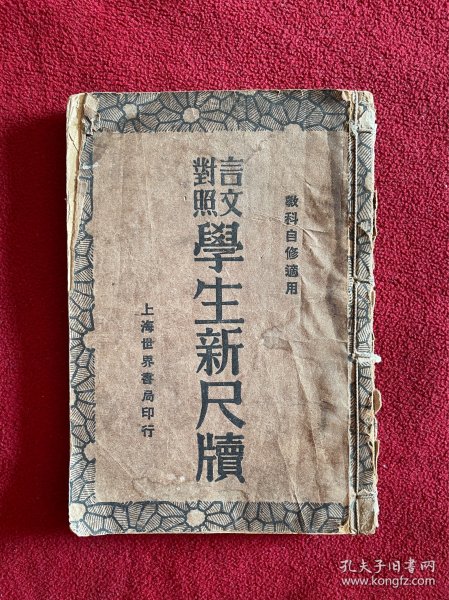 教科自修適用
言文對照
學生新尺牘
上海世界書局印行
孔夫子旧书网
www.kongfz.com